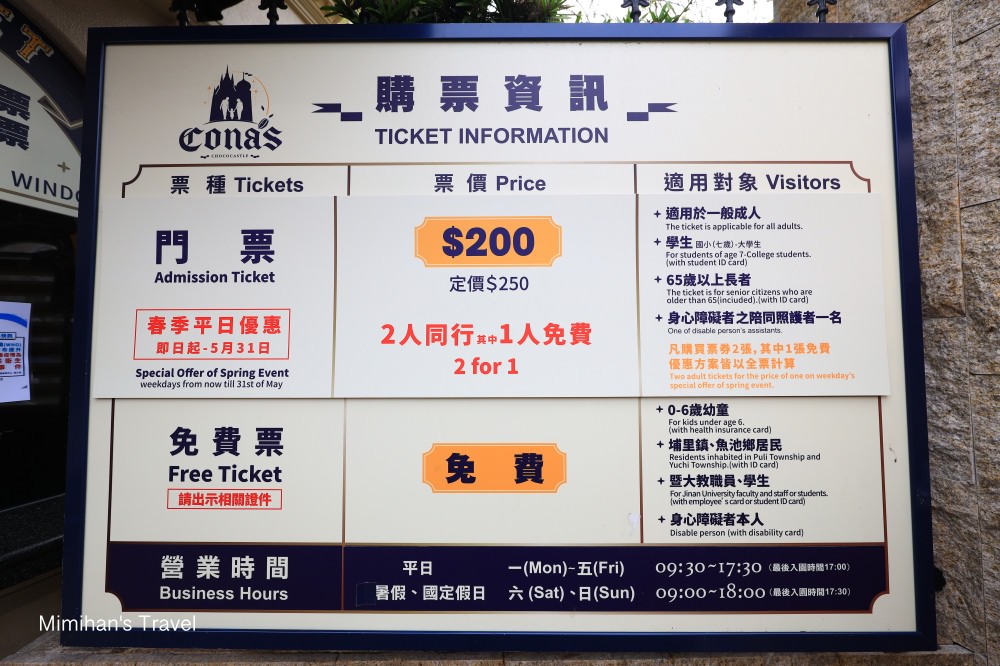 購票資訊
TICKET INFORMATION
Cona's
CHOCOCASTLE
票
票
WINDO
票種 Tickets
票價 Price
適用對象 Visitors
門票
Admission Ticket
春季平日優惠
即日起-5月31日
Special Offer of Spring Event
weekdays from now till 31st of May
$200
定價$250
2人同行其中1人免費
2 for 1
+ 適用於一般成人
The ticket is applicable for all adults.
+ 學生 國小(七歲)-大學生
For students of age 7-College students.
(with student ID card)
+ 65歲以上長者
The ticket is for senior citizens who are
older than 65(incIuded).(with ID card)
+ 身心障礙者之陪同照護者一名
One of disable person's assistants.
凡購買票券2張,其中1張免費
優惠方案皆以全票計算
Two adult tickets for the price of one on weekday's
special offer of spring event.
免費票
Free Ticket
請出示相關證件
免費
+ 0-6歲幼童
For kids under age 6.
(with health insurance card)
+ 埔里鎮、魚池鄉居民
Residents inhabited in Puli Township and
Yuchi Township.(with ID card)
+ 暨大教職員、學生
For Jinan University faculty and staff or students.
(with employee's card or student ID card)
+ 身心障礙者本人
Disable person (with disability card)
營業時間
Business Hours
平日 一(Mon)-五(Fri) 09:30~17:30 (最後入園時間17:00)
暑假、國定假日 六(Sat)、日(Sun) 09:00~18:00 (最後入園時間17:30)
Mimihan's Travel